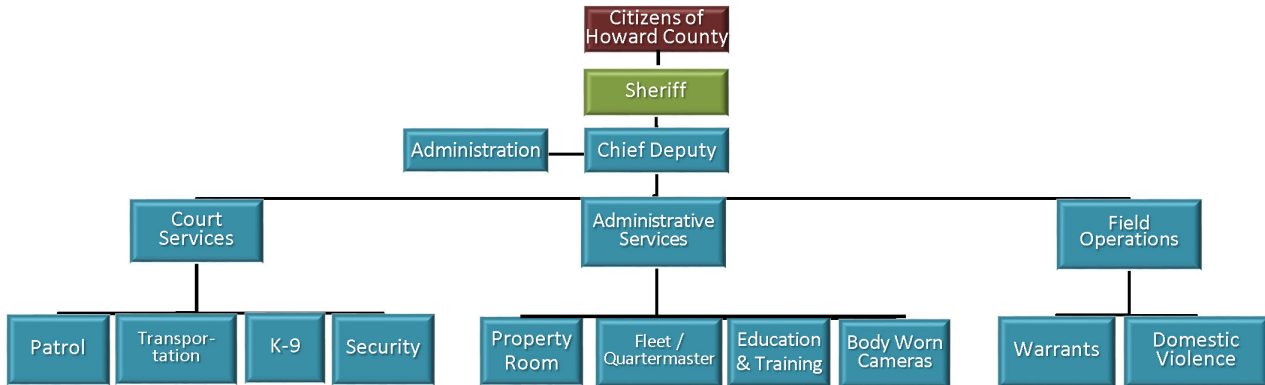 Citizens of
Howard County
Sheriff
Administration
Chief Deputy
Court
Services
Administrative
Services
Field
Operations
Patrol
Transpor-
tation
K-9
Security
Property
Room
Fleet /
Quartermaster
Education
& Training
Body Worn
Cameras
Warrants
Domestic
Violence